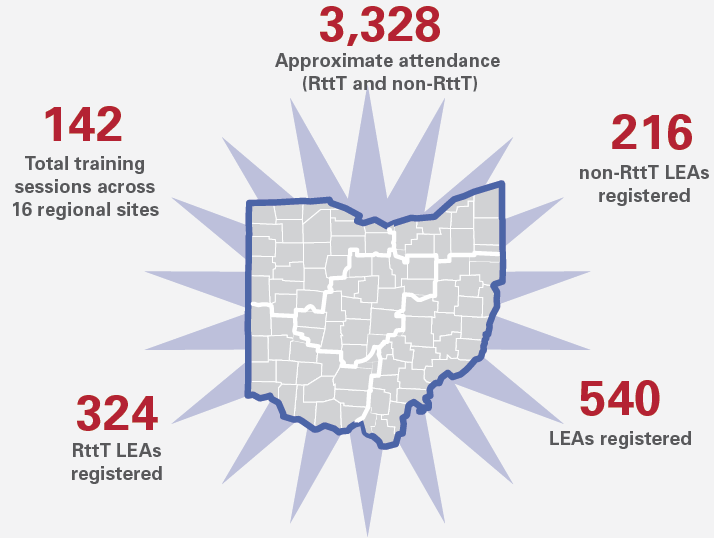 3,328
Approximate attendance
(RttT and non-RttT)
142
Total training
sessions across
16 regional sites
216
non-RttT LEAs
registered
324
RttT LEAs
registered
540
LEAs registered